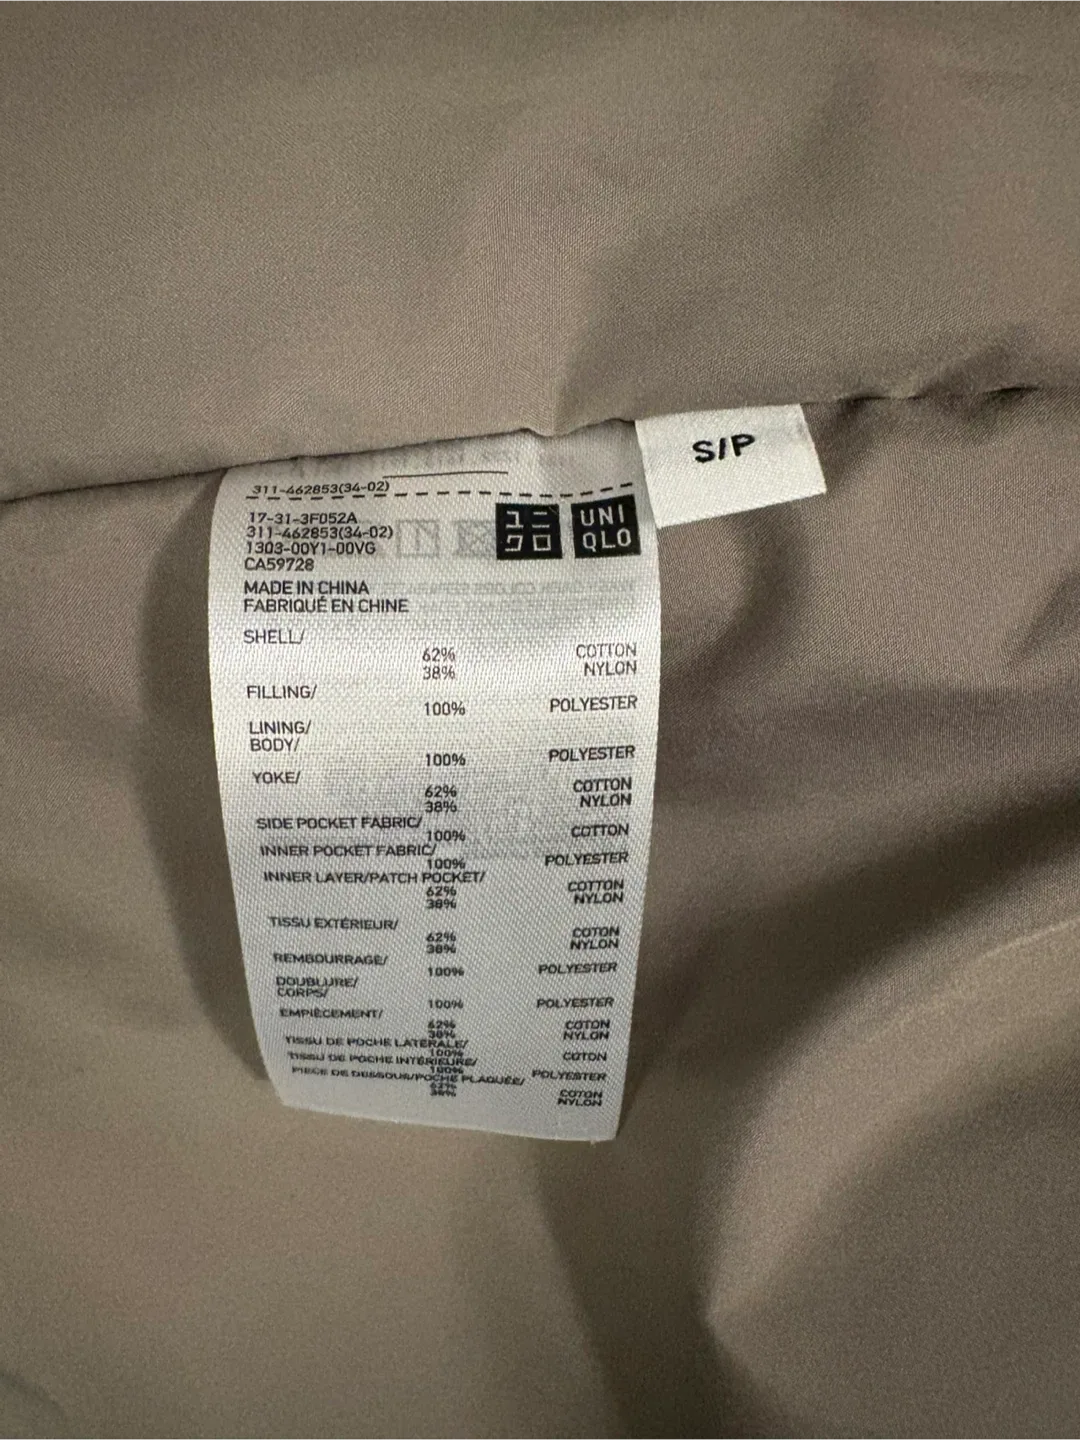 S/P
311-462853(34-02)
17-31-3F052A
311-462853(34-02)
1303-00Y1-00VG
CA59728
ユニ
クロ
UNI
QLO
MADE IN CHINA
FABRIQUÉ EN CHINE
SHELL/
62% COTTON
38% NYLON
FILLING/
100% POLYESTER
LINING/
BODY/
100% POLYESTER
YOKE/
62% COTTON
38% NYLON
SIDE POCKET FABRIC/
100% COTTON
INNER POCKET FABRIC/
100% POLYESTER
INNER LAYER/PATCH POCKET/
62% COTTON
38% NYLON
TISSU EXTÉRIEUR/
62% COTON
38% NYLON
REMBOURRAGE/
100% POLYESTER
DOUBLURE/
CORPS/
100% POLYESTER
EMPIÈCEMENT/
62% COTON
38% NYLON
TISSU DE POCHE LATÉRALE/
100% COTON
TISSU DE POCHE INTÉRIEURE/
100% POLYESTER
PIÈCE DE DESSOUS/POCHE PLAQUÉE/
62% COTON
38% NYLON